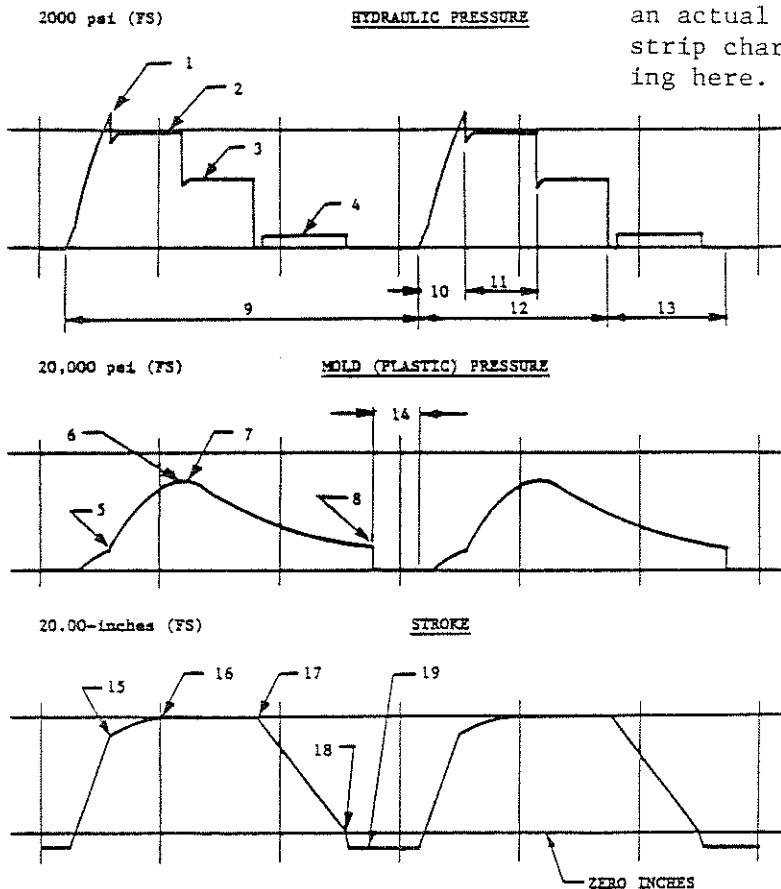 2000 psi (FS)
HYDRAULIC PRESSURE
an actual
strip char
ing here.
1
2
3
4
10
11
9
12
13
20,000 psi (FS)
MOLD (PLASTIC) PRESSURE
14
6
7
5
8
20.00-inches (FS)
STROKE
15
16
17
19
18
ZERO INCHES